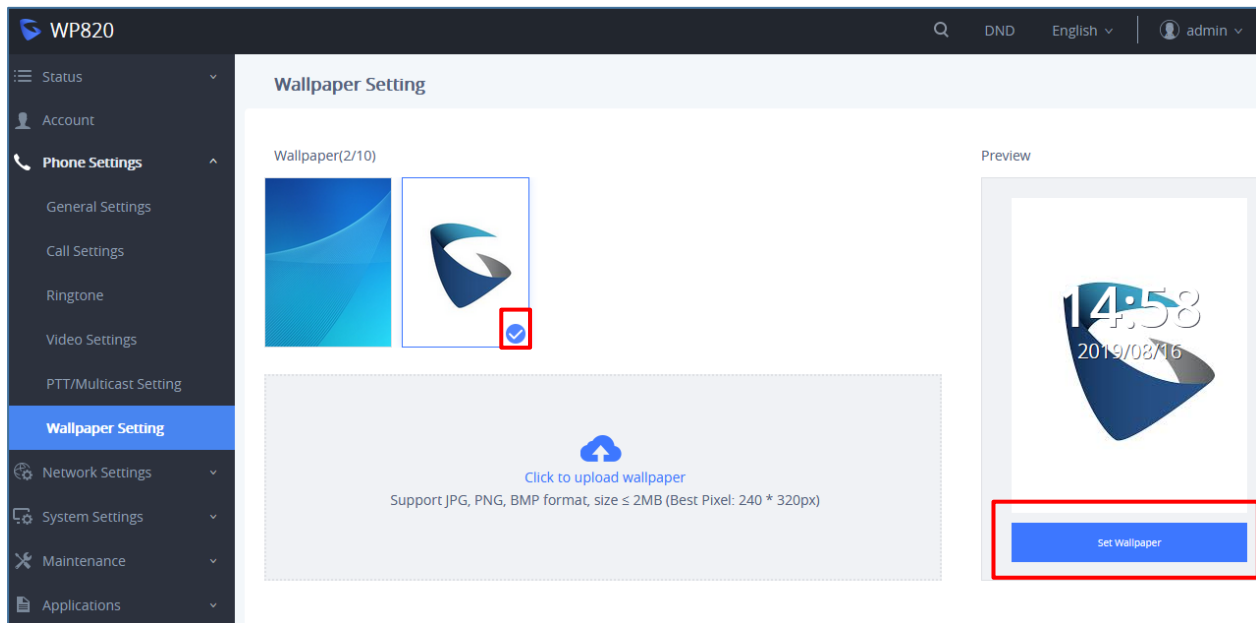 WP820
DND English admin
Status
Account
Phone Settings
General Settings
Call Settings
Ringtone
Video Settings
PTT/Multicast Setting
Wallpaper Setting
Network Settings
System Settings
Maintenance
Applications
Wallpaper Setting
Wallpaper(2/10)
Click to upload wallpaper
Support JPG, PNG, BMP format, size ≤ 2MB (Best Pixel: 240 * 320px)
Preview
14:58
2019/08/16
Set Wallpaper